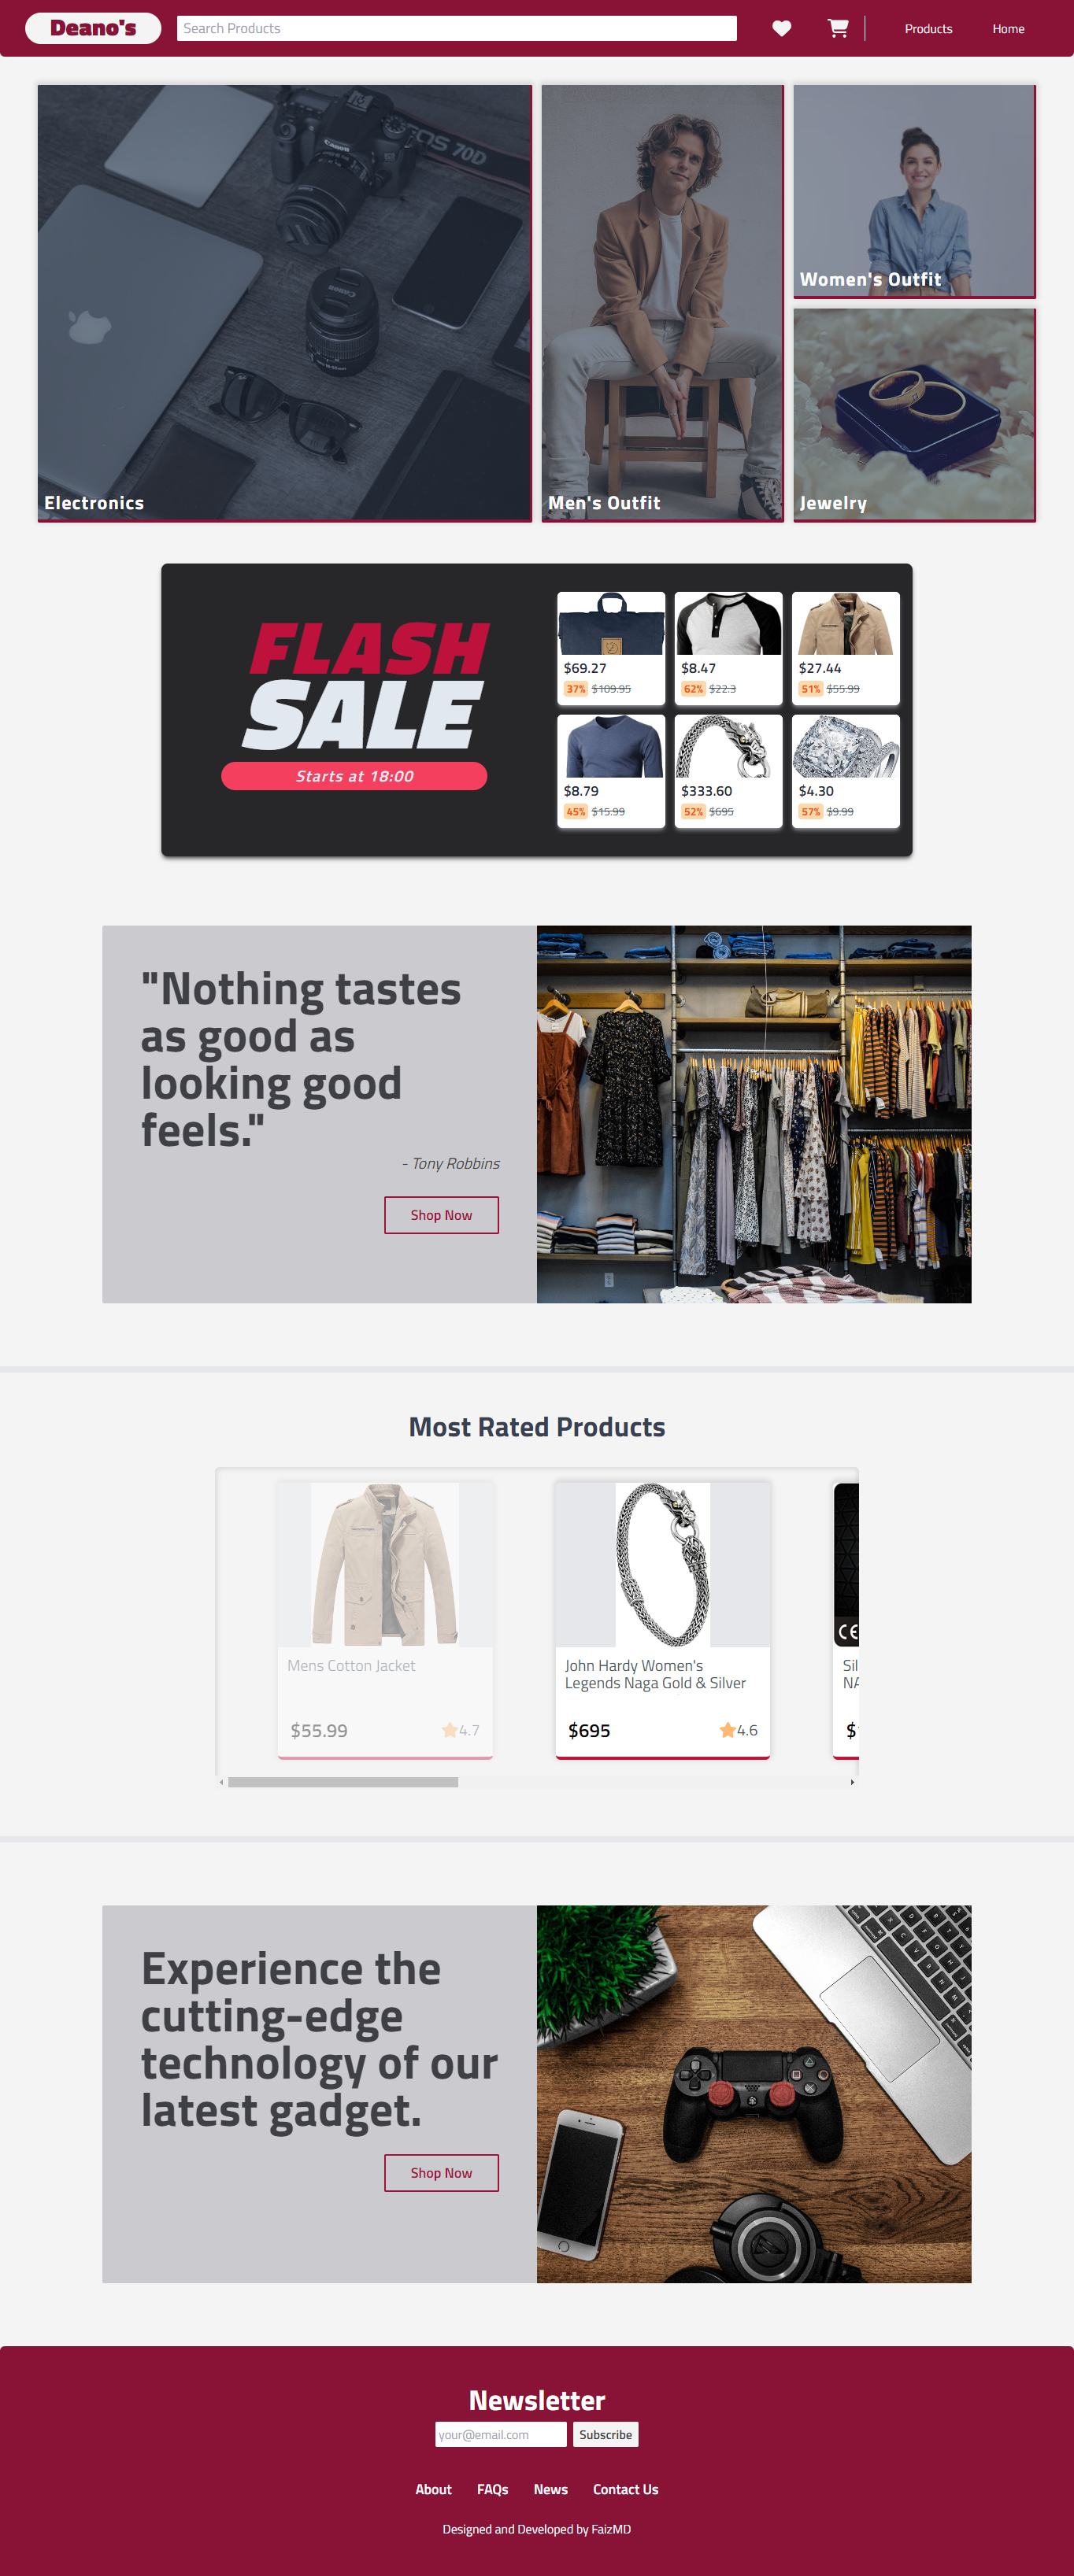 Deano's
Search Products
Products
Home
EOS 70D
Canon
Canon
Electronics
Men's Outfit
Women's Outfit
Jewelry
FLASH
SALE
Starts at 18:00
$69.27
37% $109.95
$8.47
62% $22.3
$27.44
51% $55.99
$8.79
45% $15.99
$333.60
52% $695
$4.30
57% $9.99
"Nothing tastes
as good as
looking good
feels."
- Tony Robbins
Shop Now
Most Rated Products
Mens Cotton Jacket
$55.99
4.7
John Hardy Women's
Legends Naga Gold & Silver
$695
4.6
CE
Sil
NA
$
Experience the
cutting-edge
technology of our
latest gadget.
Shop Now
Newsletter
your@email.com
Subscribe
About
FAQs
News
Contact Us
Designed and Developed by FaizMD